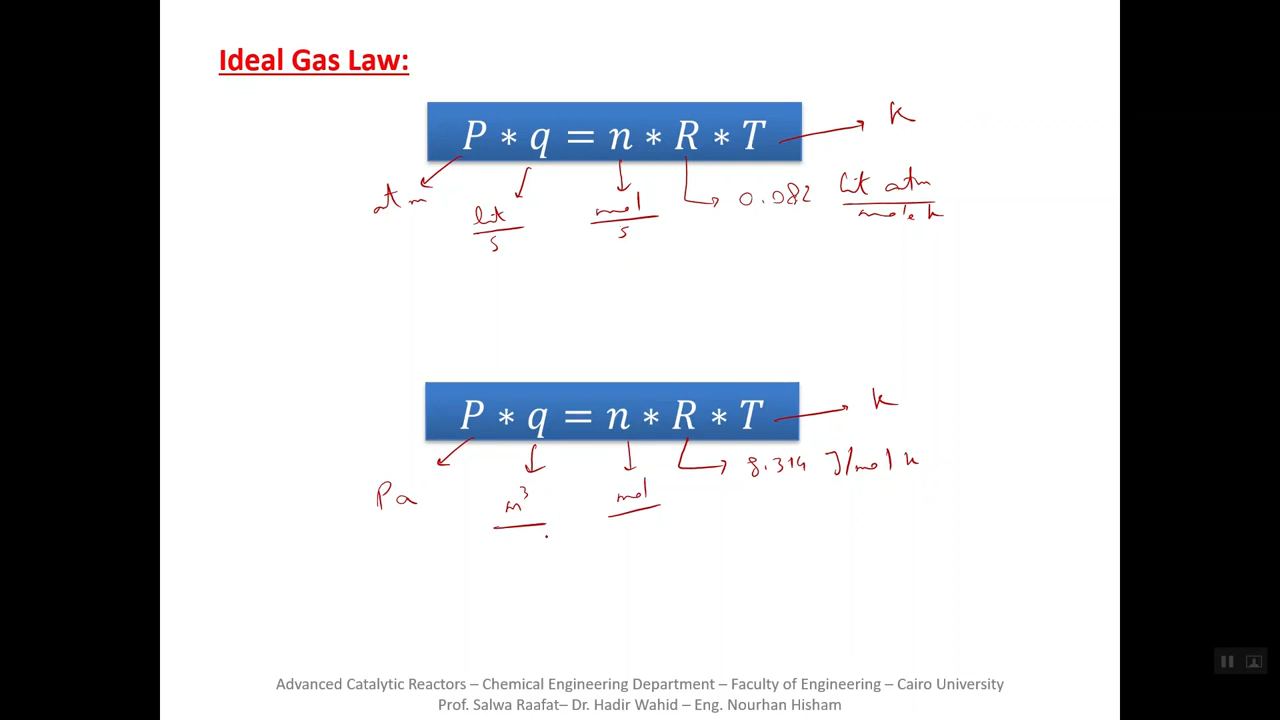 Ideal Gas Law:
P ∗ q = n ∗ R ∗ T
K
atm
lit
s
mol
s
0.082 lit atm
mole k
P ∗ q = n ∗ R ∗ T
k
Pa
m³
mol
8.314 J/mol k
Advanced Catalytic Reactors – Chemical Engineering Department – Faculty of Engineering – Cairo University
Prof. Salwa Raafat– Dr. Hadir Wahid – Eng. Nourhan Hisham